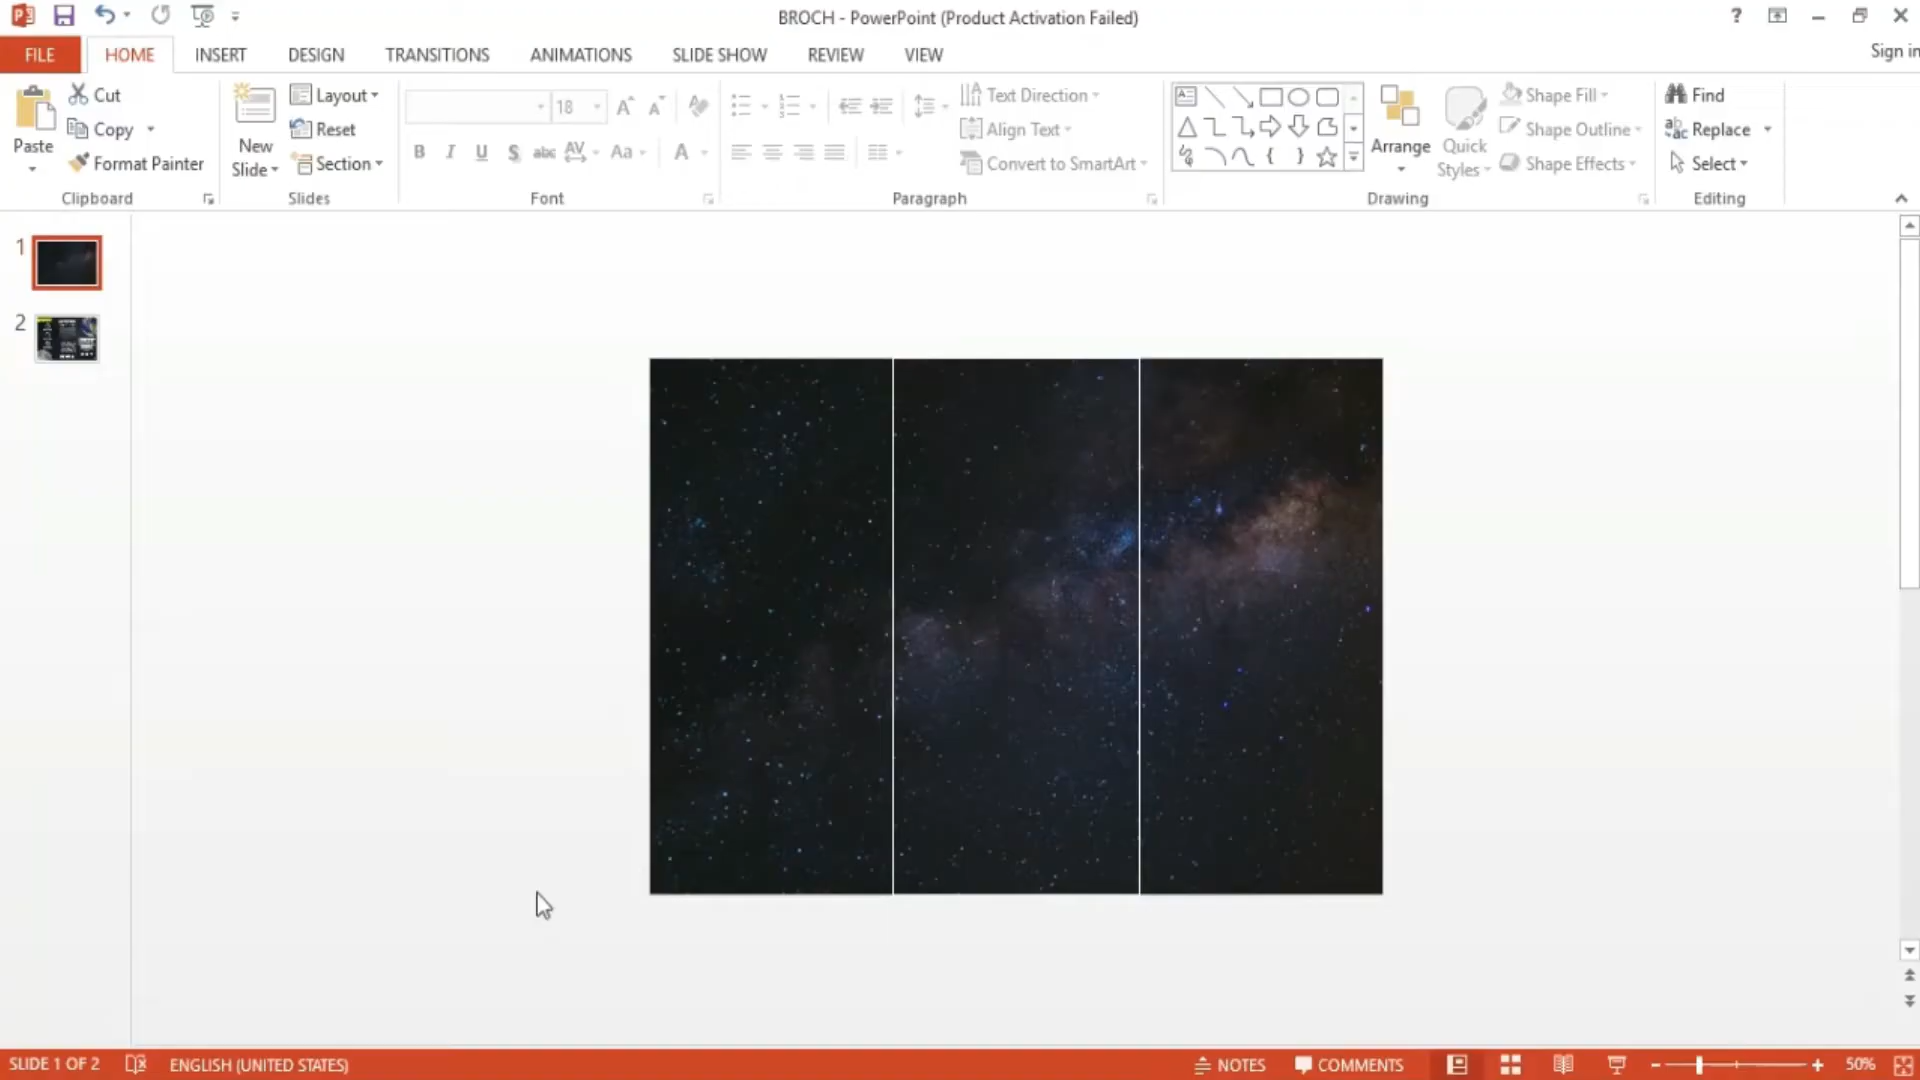 BROCH - PowerPoint (Product Activation Failed)
?
FILE HOME INSERT DESIGN TRANSITIONS ANIMATIONS SLIDE SHOW REVIEW VIEW Sign in
Paste
Cut
Copy
Format Painter
Clipboard
New
Slide
Layout
Reset
Section
Slides
18
B I U S abc AV Aa A
Font
Text Direction
Align Text
Convert to SmartArt
Paragraph
Arrange
Quick
Styles
Shape Fill
Shape Outline
Shape Effects
Drawing
Find
Replace
Select
Editing
1
2
SLIDE 1 OF 2 ENGLISH (UNITED STATES) NOTES COMMENTS 50%